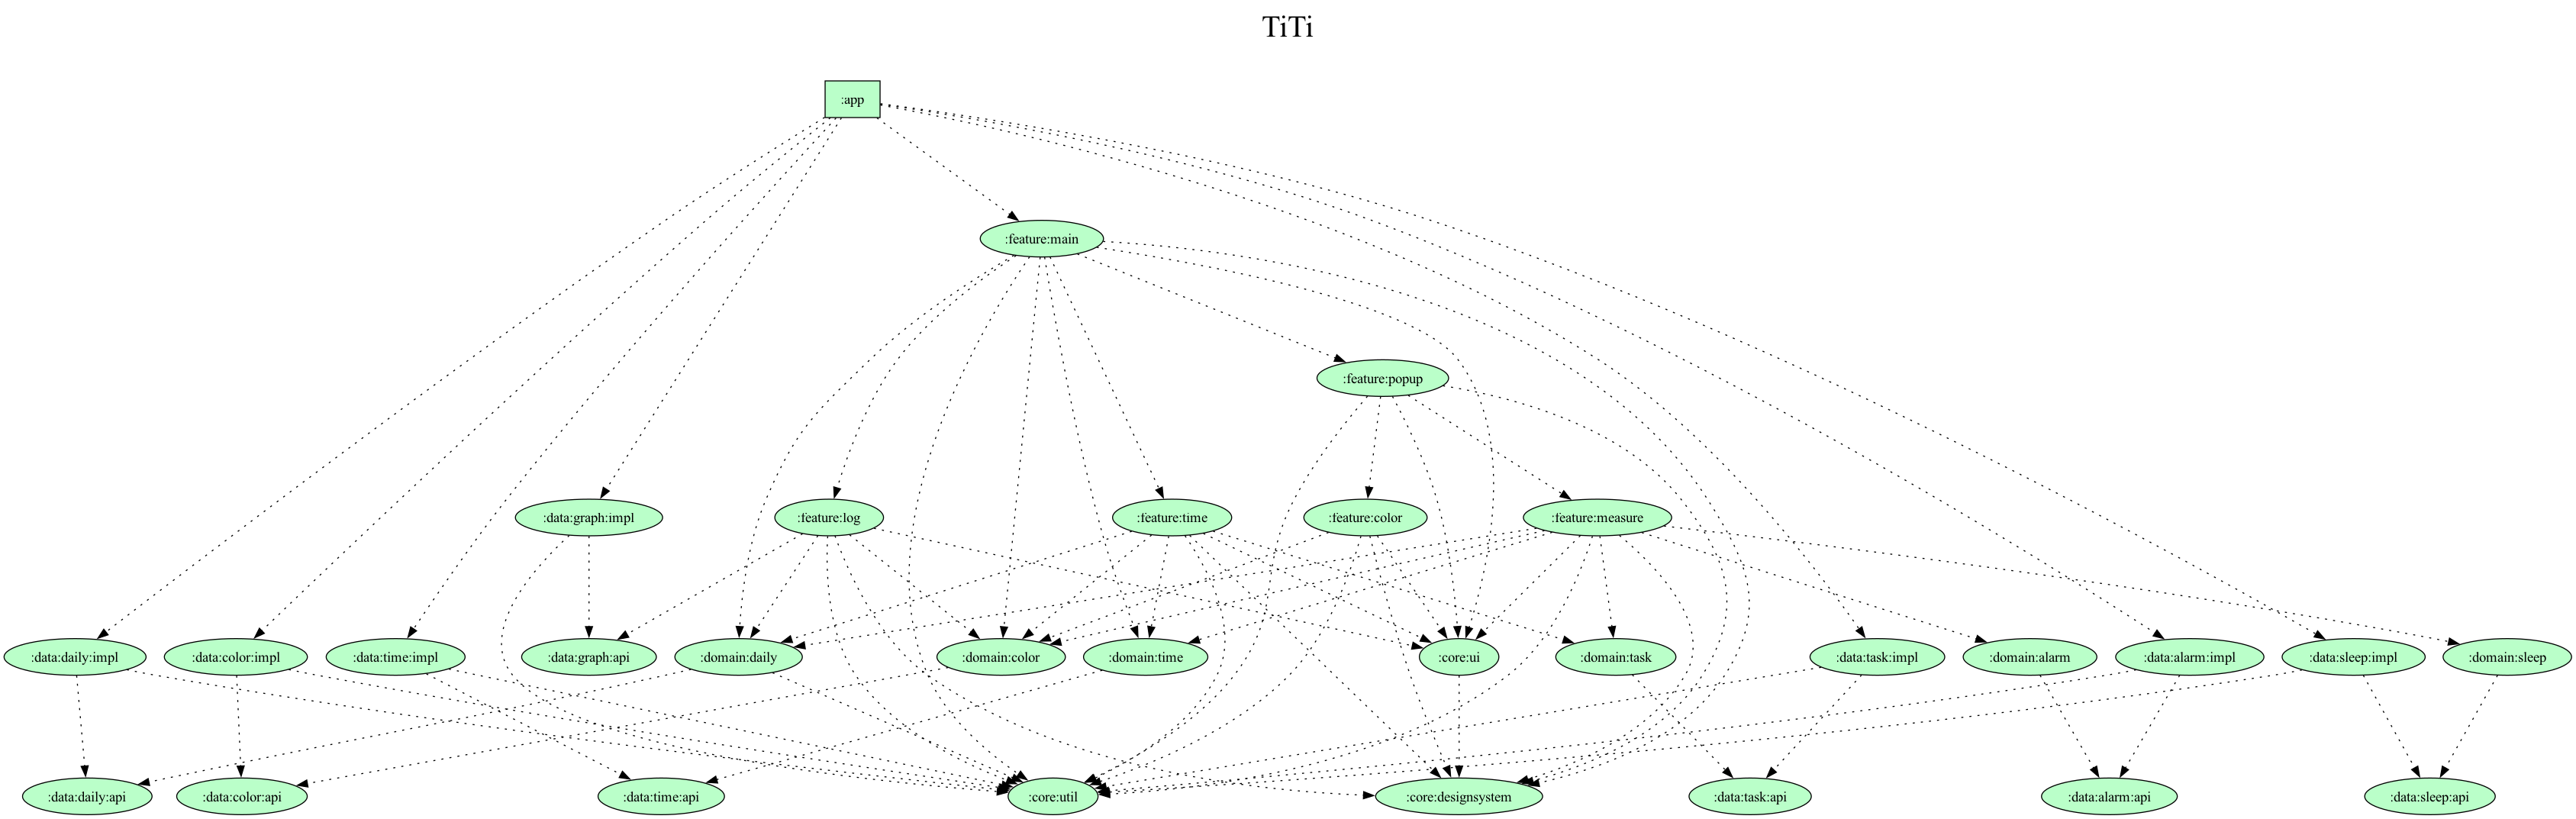 TiTi
:app
:feature:main
:feature:popup
:data:graph:impl
:feature:log
:feature:time
:feature:color
:feature:measure
:data:daily:impl
:data:color:impl
:data:time:impl
:data:graph:api
:domain:daily
:domain:color
:domain:time
:core:ui
:domain:task
:data:task:impl
:domain:alarm
:data:alarm:impl
:data:sleep:impl
:domain:sleep
:data:daily:api
:data:color:api
:data:time:api
:core:util
:core:designsystem
:data:task:api
:data:alarm:api
:data:sleep:api